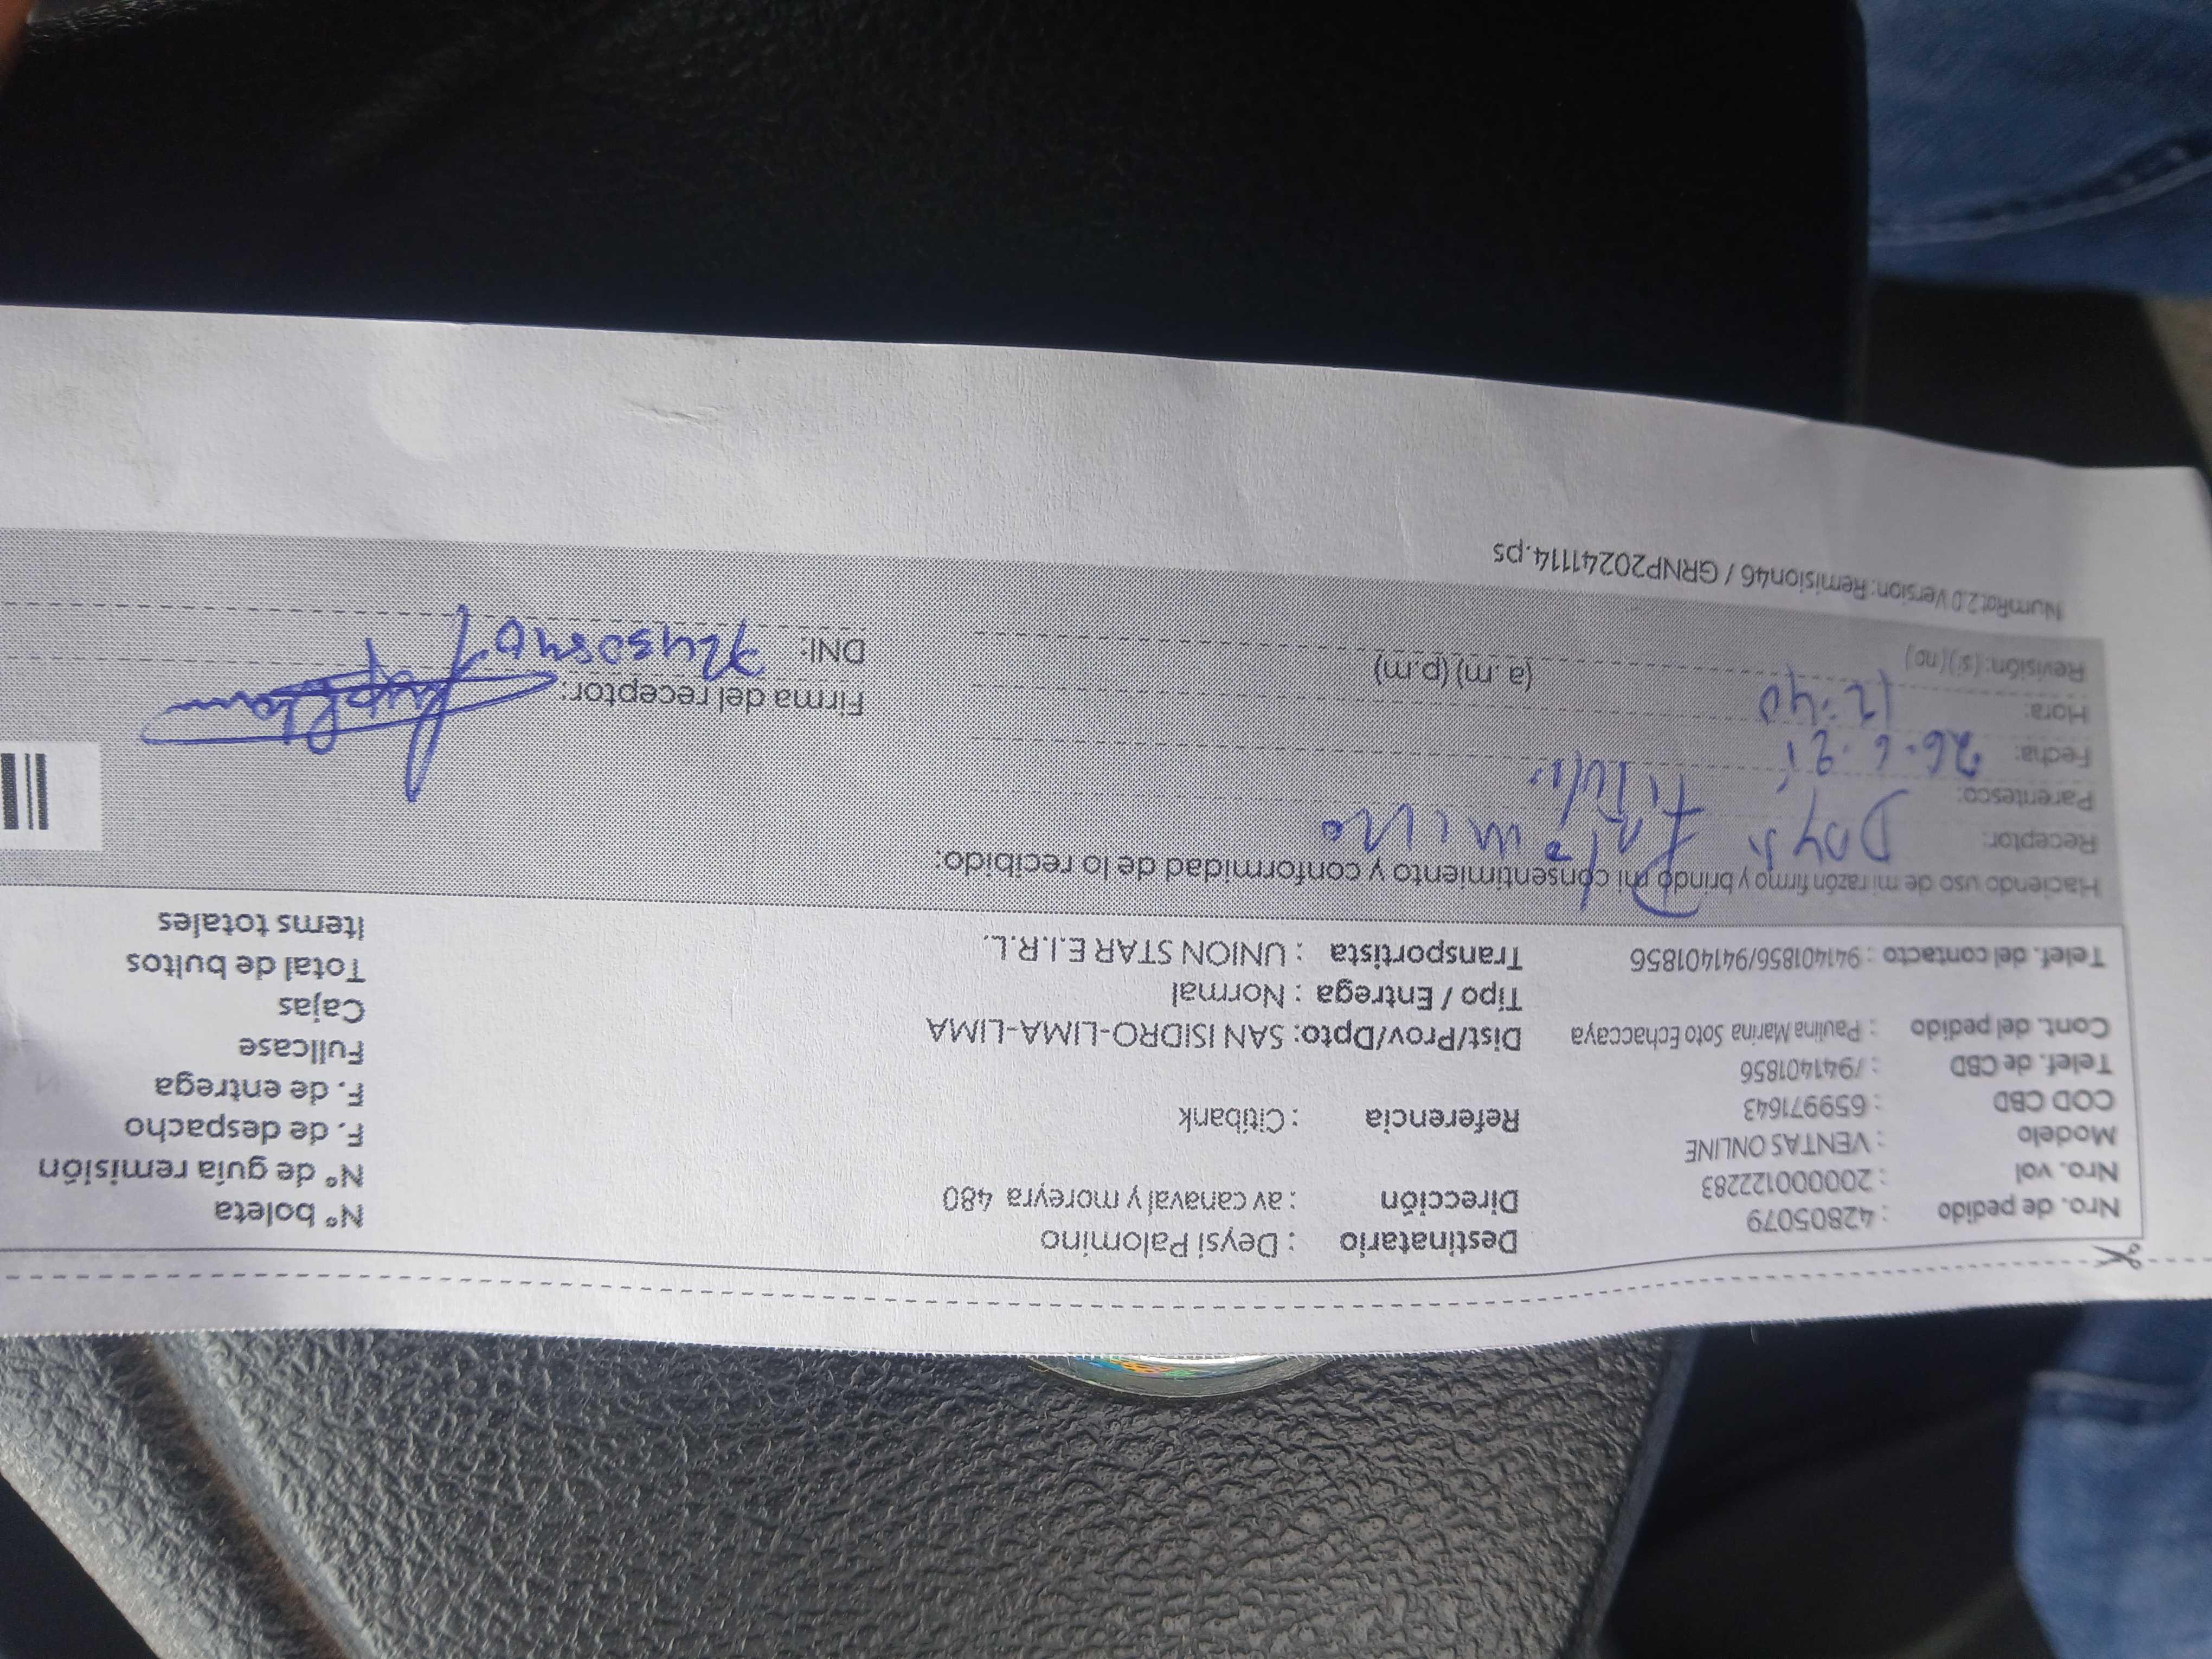 Nro. de pedido : 42805079
Nro. vol : 20000122283
Modelo : VENTAS ONLINE
COD CBD : 659971643
Telef. de CBD : /941401856
Cont. del pedido : Paulina Marina Soto Echaccaya
Telef. del contacto : 941401856/941401856
Destinatario : Deysi Palomino
Dirección : av canaval y moreyra 480
Referencia : Citibank
Dist/Prov/Dpto: SAN ISIDRO-LIMA-LIMA
Tipo / Entrega : Normal
Transportista : UNION STAR E.I.R.L.
N° boleta
N° de guía remisión
F. de despacho
F. de entrega
Fullcase
Cajas
Total de bultos
Items totales
Haciendo uso de mi razón firmo y brindo mi consentimiento y conformidad de lo recibido:
Receptor:
Parentesco: Titular
Fecha: 26.6.25
Hora: 12:40 (a .m) (p.m)
Revisión: (si) (no)
Firma del receptor:
DNI:
NumRot2.0 Version: Remision46 / GRNP20241114.ps